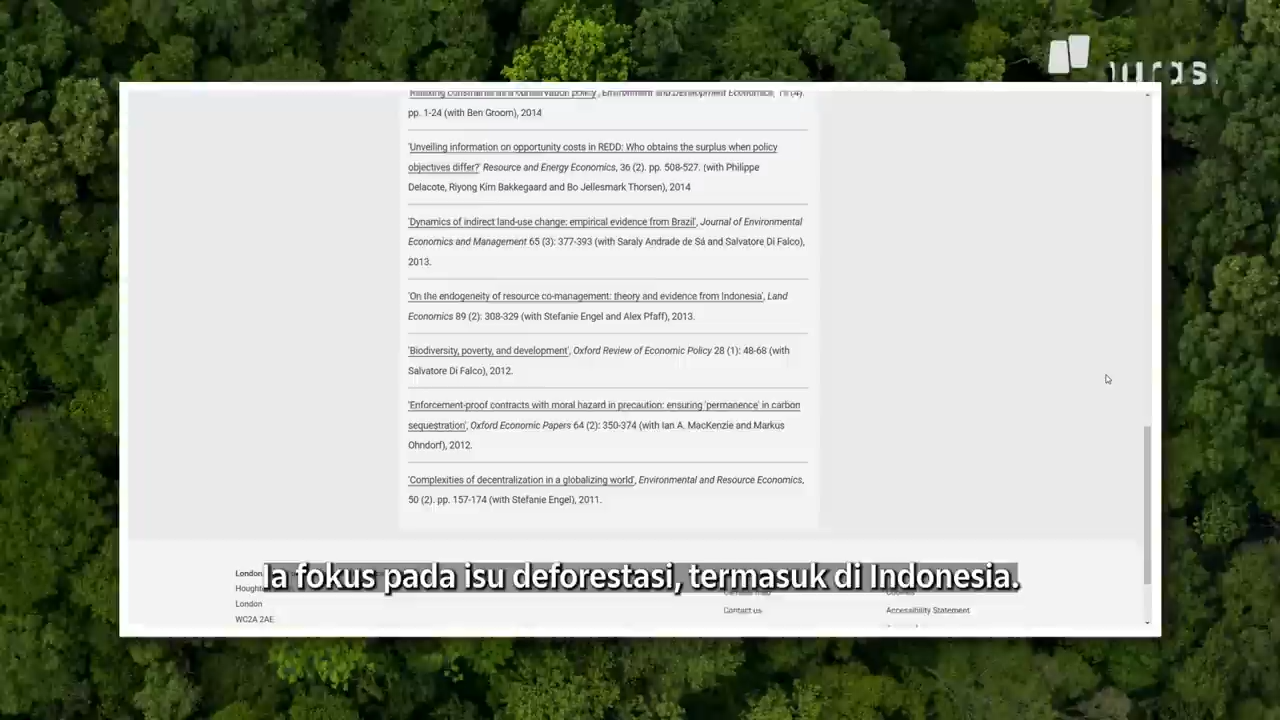 'Relaxing constraints as a conservation policy', Environment and Development Economics,
pp. 1-24 (with Ben Groom), 2014
'Unveiling information on opportunity costs in REDD: Who obtains the surplus when policy
objectives differ?' Resource and Energy Economics, 36 (2). pp. 508-527. (with Philippe
Delacote, Riyong Kim Bakkegaard and Bo Jellesmark Thorsen), 2014
'Dynamics of indirect land-use change: empirical evidence from Brazil', Journal of Environmental
Economics and Management 65 (3): 377-393 (with Saraly Andrade de Sá and Salvatore Di Falco),
2013.
'On the endogeneity of resource co-management: theory and evidence from Indonesia', Land
Economics 89 (2): 308-329 (with Stefanie Engel and Alex Pfaff), 2013.
'Biodiversity, poverty, and development', Oxford Review of Economic Policy 28 (1): 48-68 (with
Salvatore Di Falco), 2012.
'Enforcement-proof contracts with moral hazard in precaution: ensuring 'permanence' in carbon
sequestration', Oxford Economic Papers 64 (2): 350-374 (with Ian A. MacKenzie and Markus
Ohndorf), 2012.
'Complexities of decentralization in a globalizing world', Environmental and Resource Economics,
50 (2). pp. 157-174 (with Stefanie Engel), 2011.
London
Ia fokus pada isu deforestasi, termasuk di Indonesia.
London
Contact us
Accessibility Statement
WC2A 2AE